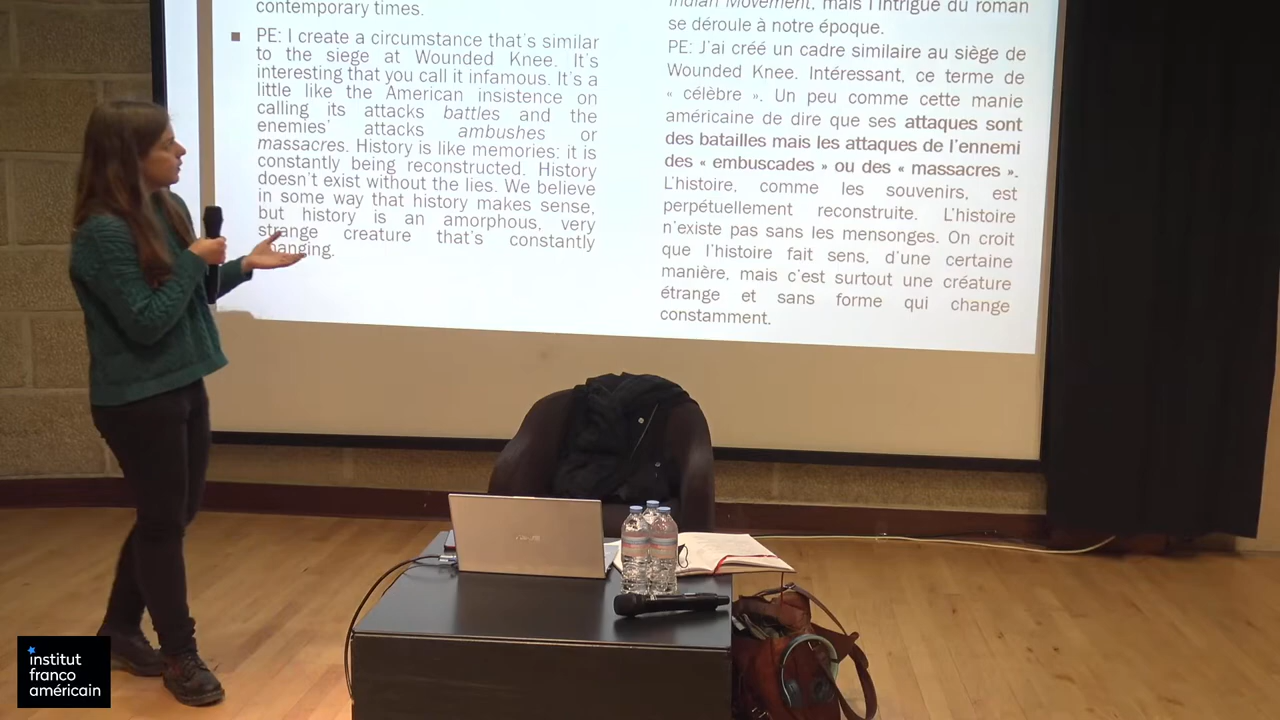 contemporary times.
PE: I create a circumstance that's similar
to the siege at Wounded Knee. It's
interesting that you call it infamous. It's a
little like the American insistence on
calling its attacks battles and the
enemies' attacks ambushes or
massacres. History is like memories: it is
constantly being reconstructed. History
doesn't exist without the lies. We believe
in some way that history makes sense,
but history is an amorphous, very
strange creature that's constantly
changing.
Indian Movement, mais l'intrigue du roman
se déroule à notre époque.
PE: J'ai créé un cadre similaire au siège de
Wounded Knee. Intéressant, ce terme de
« célèbre ». Un peu comme cette manie
américaine de dire que ses attaques sont
des batailles mais les attaques de l'ennemi
des « embuscades » ou des « massacres ».
L'histoire, comme les souvenirs, est
perpétuellement reconstruite. L'histoire
n'existe pas sans les mensonges. On croit
que l'histoire fait sens, d'une certaine
manière, mais c'est surtout une créature
étrange et sans forme qui change
constamment.
institut
franco
américain